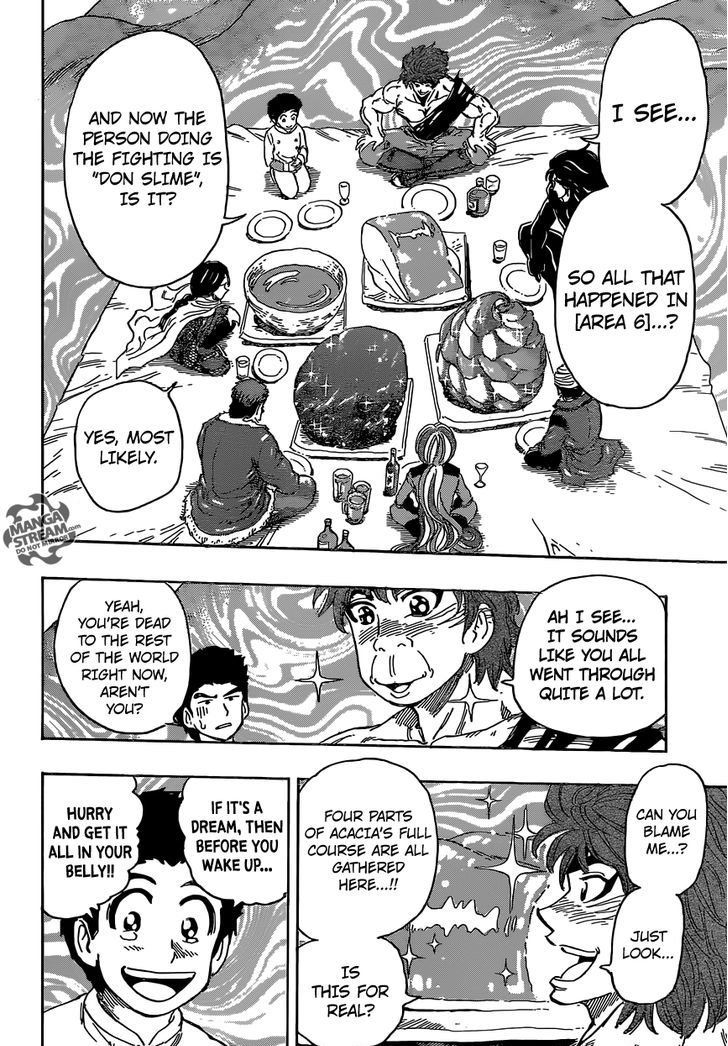 I SEE...
SO ALL THAT
HAPPENED IN
[AREA 6]...?
AND NOW THE
PERSON DOING
THE FIGHTING IS
"DON SLIME",
IS IT?
YES, MOST
LIKELY.
MANGA
STREAM.com
DO NOT MIRROR
AH I SEE...
IT SOUNDS
LIKE YOU ALL
WENT THROUGH
QUITE A LOT.
YEAH,
YOU'RE DEAD
TO THE REST
OF THE WORLD
RIGHT NOW,
AREN'T
YOU?
CAN YOU
BLAME
ME...?
JUST
LOOK...
FOUR PARTS
OF ACACIA'S FULL
COURSE ARE ALL
GATHERED
HERE...!!
IS
THIS FOR
REAL?
IF IT'S A
DREAM, THEN
BEFORE YOU
WAKE UP...
HURRY
AND GET IT
ALL IN YOUR
BELLY!!